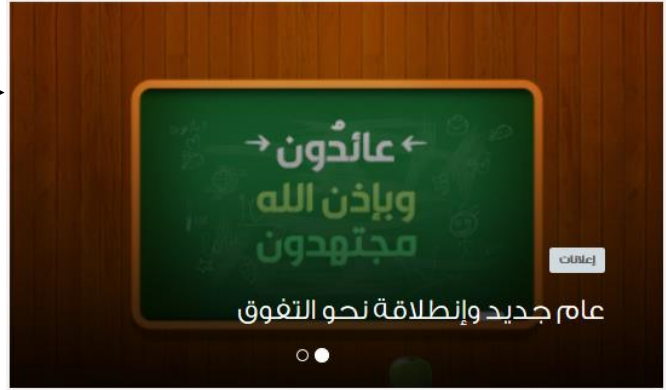 ← عائدُون →
وبإذن الله
مجتهدون
إعلانات
عام جديد وإنطلاقة نحو التفوق